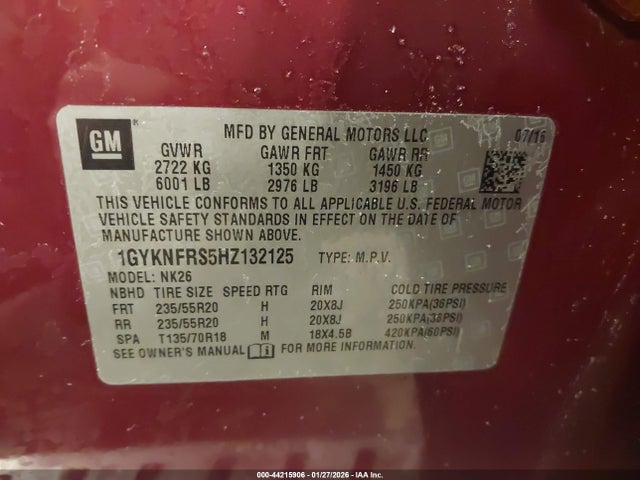 GM
MFD BY GENERAL MOTORS LLC 07/16
GVWR GAWR FRT GAWR RR
2722 KG 1350 KG 1450 KG
6001 LB 2976 LB 3196 LB
THIS VEHICLE CONFORMS TO ALL APPLICABLE U.S. FEDERAL MOTOR
VEHICLE SAFETY STANDARDS IN EFFECT ON THE DATE OF
MANUFACTURE SHOWN ABOVE.
1GYKNFRS5HZ132125 TYPE: M.P.V.
MODEL: NK26
NBHD TIRE SIZE SPEED RTG RIM COLD TIRE PRESSURE
FRT 235/55R20 H 20X8J 250KPA(36PSI)
RR 235/55R20 H 20X8J 250KPA(36PSI)
SPA T135/70R18 M 18X4.5B 420KPA(60PSI)
SEE OWNER'S MANUAL FOR MORE INFORMATION.
000-44215906 - 01/27/2026 - IAA Inc.